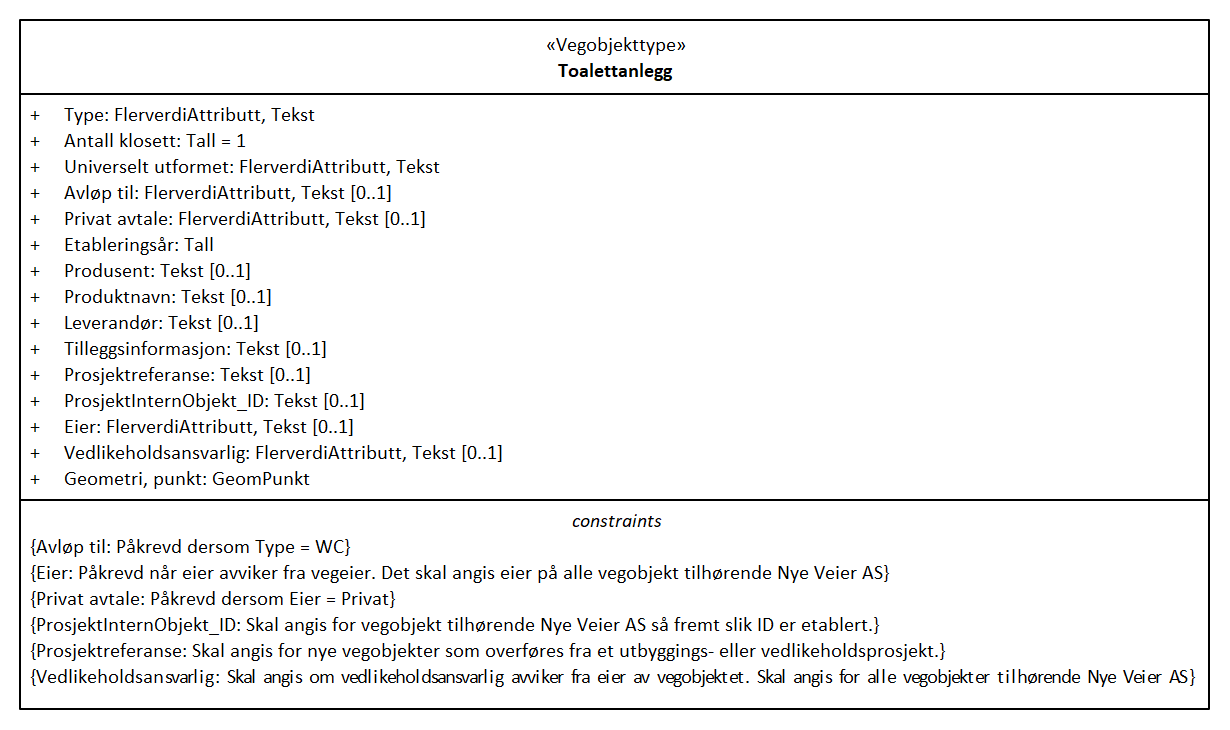 «Vegobjekttype»
Toalettanlegg
+ Type: FlerverdiAttributt, Tekst
+ Antall klosett: Tall = 1
+ Universelt utformet: FlerverdiAttributt, Tekst
+ Avløp til: FlerverdiAttributt, Tekst [0..1]
+ Privat avtale: FlerverdiAttributt, Tekst [0..1]
+ Etableringsår: Tall
+ Produsent: Tekst [0..1]
+ Produktnavn: Tekst [0..1]
+ Leverandør: Tekst [0..1]
+ Tilleggsinformasjon: Tekst [0..1]
+ Prosjektreferanse: Tekst [0..1]
+ ProsjektInternObjekt_ID: Tekst [0..1]
+ Eier: FlerverdiAttributt, Tekst [0..1]
+ Vedlikeholdsansvarlig: FlerverdiAttributt, Tekst [0..1]
+ Geometri, punkt: GeomPunkt
constraints
{Avløp til: Påkrevd dersom Type = WC}
{Eier: Påkrevd når eier avviker fra vegeier. Det skal angis eier på alle vegobjekt tilhørende Nye Veier AS}
{Privat avtale: Påkrevd dersom Eier = Privat}
{ProsjektInternObjekt_ID: Skal angis for vegobjekt tilhørende Nye Veier AS så fremt slik ID er etablert.}
{Prosjektreferanse: Skal angis for nye vegobjekter som overføres fra et utbyggings- eller vedlikeholdsprosjekt.}
{Vedlikeholdsansvarlig: Skal angis om vedlikeholdsansvarlig avviker fra eier av vegobjektet. Skal angis for alle vegobjekter tilhørende Nye Veier AS}